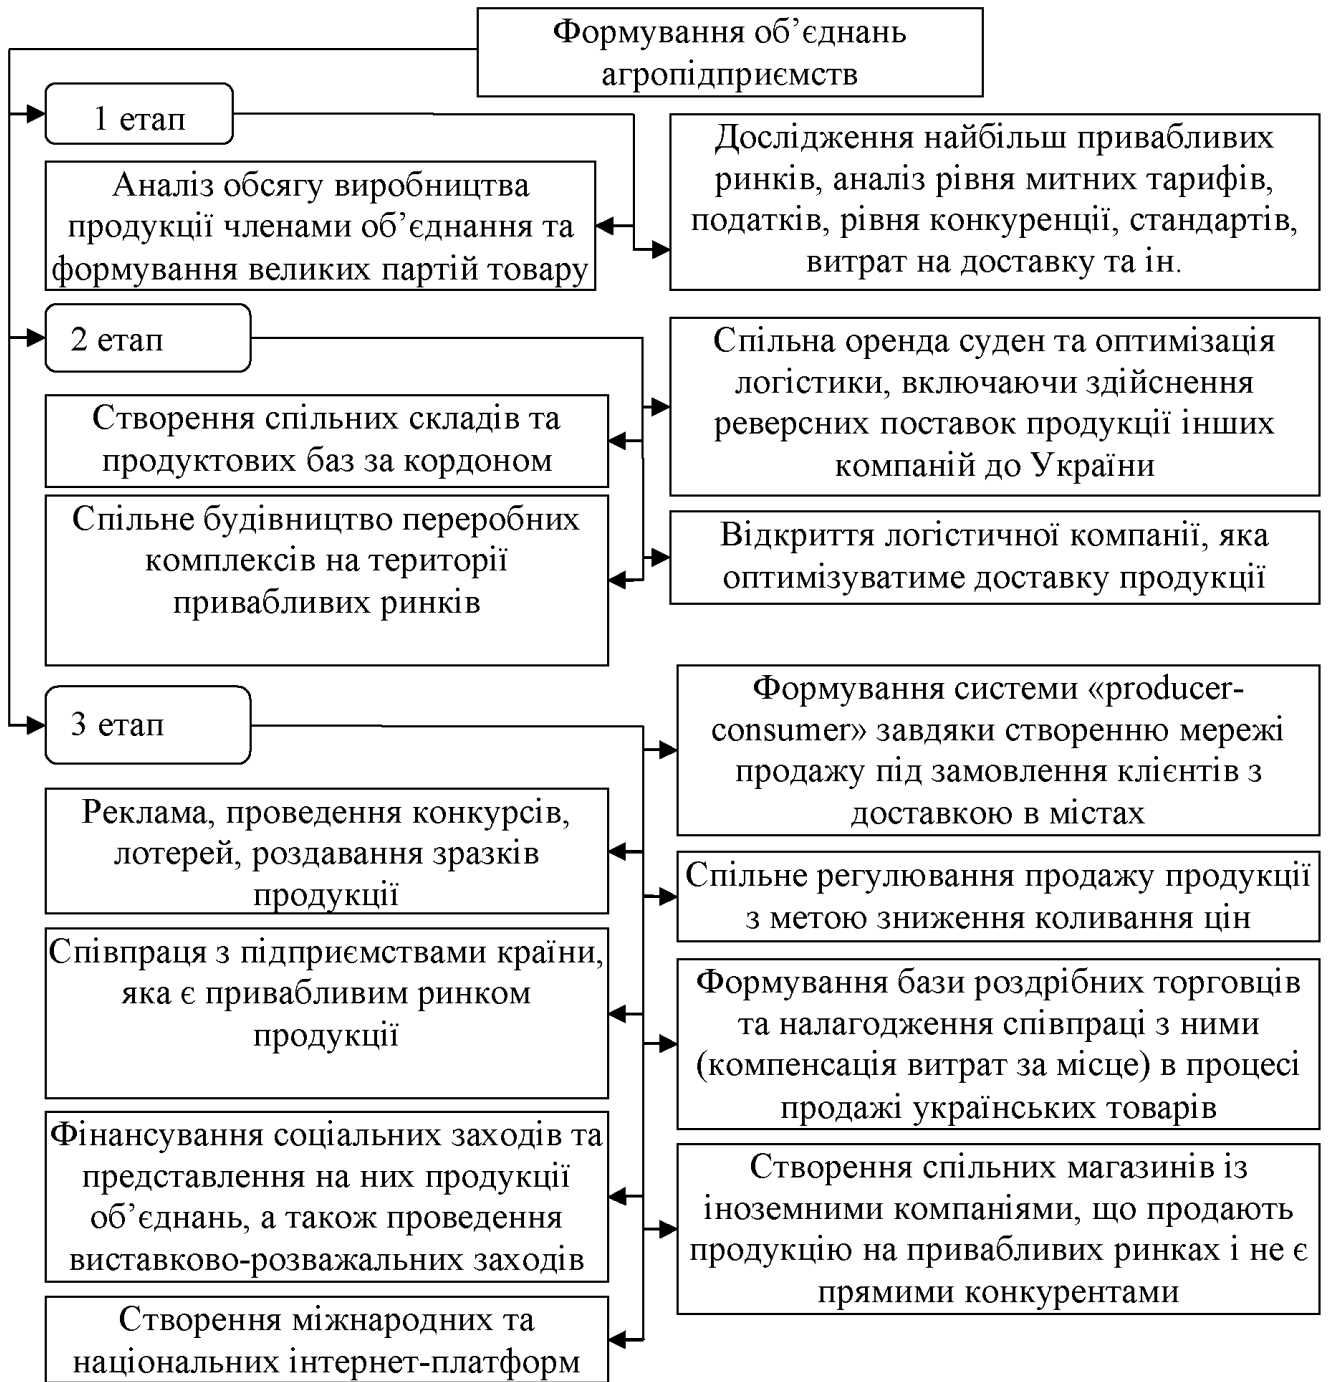 Формування об’єднань
агропідприємств
1 етап
Аналіз обсягу виробництва
продукції членами об’єднання та
формування великих партій товару
Дослідження найбільш привабливих
ринків, аналіз рівня митних тарифів,
податків, рівня конкуренції, стандартів,
витрат на доставку та ін.
2 етап
Створення спільних складів та
продуктових баз за кордоном
Спільна оренда суден та оптимізація
логістики, включаючи здійснення
реверсних поставок продукції інших
компаній до України
Спільне будівництво переробних
комплексів на території
привабливих ринків
Відкриття логістичної компанії, яка
оптимізуватиме доставку продукції
3 етап
Формування системи «producer-
consumer» завдяки створенню мережі
продажу під замовлення клієнтів з
доставкою в містах
Реклама, проведення конкурсів,
лотерей, роздавання зразків
продукції
Спільне регулювання продажу продукції
з метою зниження коливання цін
Співпраця з підприємствами країни,
яка є привабливим ринком
продукції
Формування бази роздрібних торговців
та налагодження співпраці з ними
(компенсація витрат за місце) в процесі
продажі українських товарів
Фінансування соціальних заходів та
представлення на них продукції
об’єднань, а також проведення
виставково-розважальних заходів
Створення спільних магазинів із
іноземними компаніями, що продають
продукцію на привабливих ринках і не є
прямими конкурентами
Створення міжнародних та
національних інтернет-платформ